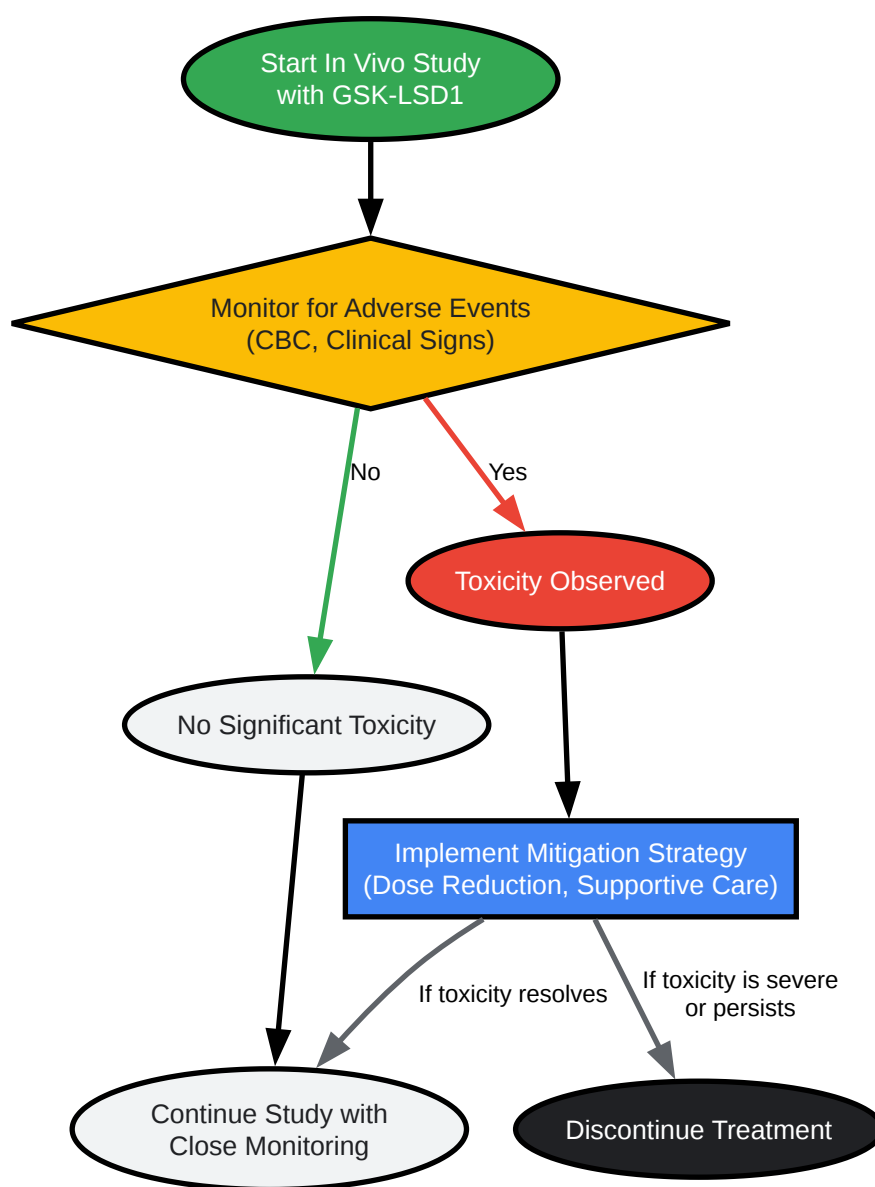 Start In Vivo Study
with GSK-LSD1
Monitor for Adverse Events
(CBC, Clinical Signs)
No
Yes
Toxicity Observed
No Significant Toxicity
Implement Mitigation Strategy
(Dose Reduction, Supportive Care)
If toxicity resolves
If toxicity is severe
or persists
Continue Study with
Close Monitoring
Discontinue Treatment